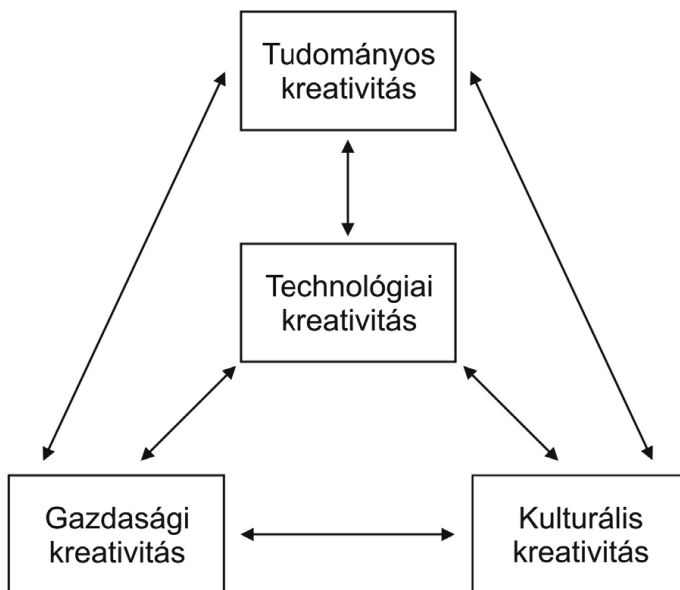 Tudományos
kreativitás
Technológiai
kreativitás
Gazdasági
kreativitás
Kulturális
kreativitás